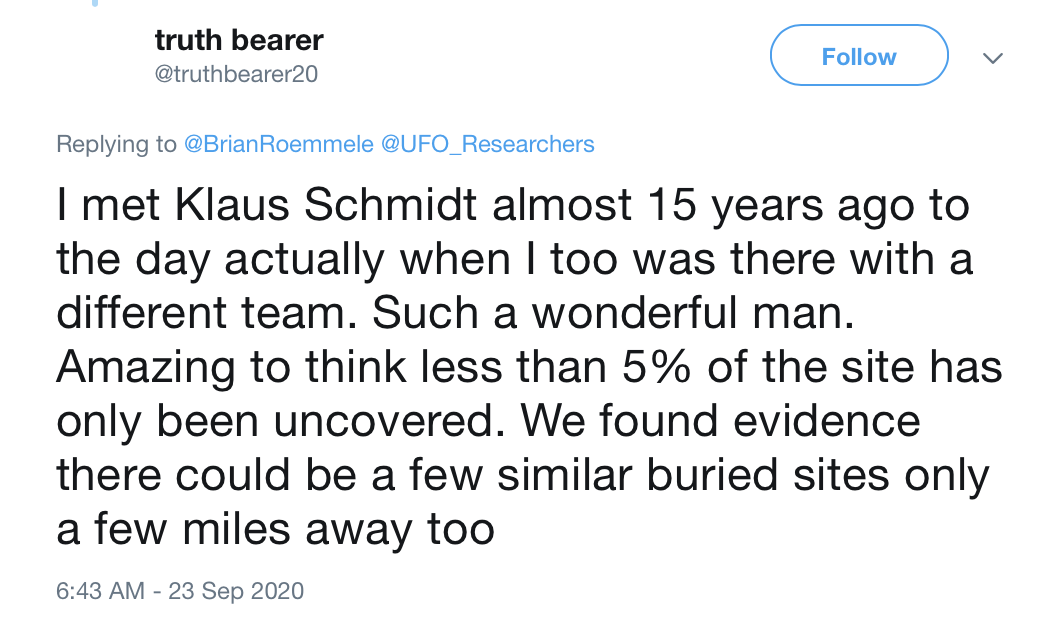 truth bearer
@truthbearer20
Follow
Replying to @BrianRoemmele @UFO_Researchers
I met Klaus Schmidt almost 15 years ago to
the day actually when I too was there with a
different team. Such a wonderful man.
Amazing to think less than 5% of the site has
only been uncovered. We found evidence
there could be a few similar buried sites only
a few miles away too
6:43 AM - 23 Sep 2020